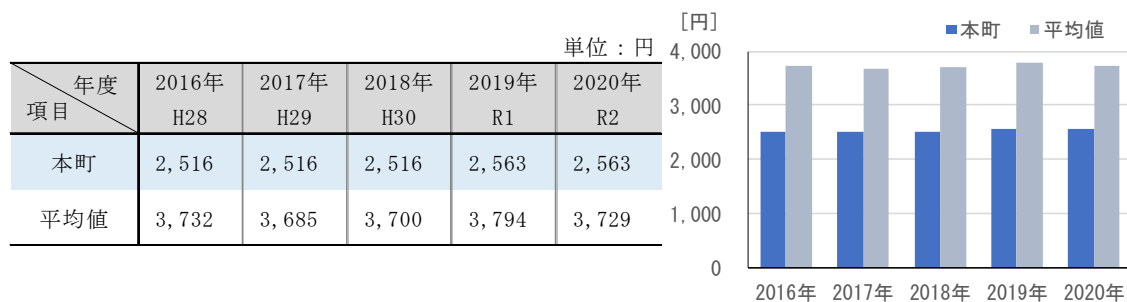 単位：円
年度 2016年 2017年 2018年 2019年 2020年
項目 H28 H29 H30 R1 R2
本町 2,516 2,516 2,516 2,563 2,563
平均値 3,732 3,685 3,700 3,794 3,729
[円]
本町 平均値
4,000
3,000
2,000
1,000
0
2016年 2017年 2018年 2019年 2020年